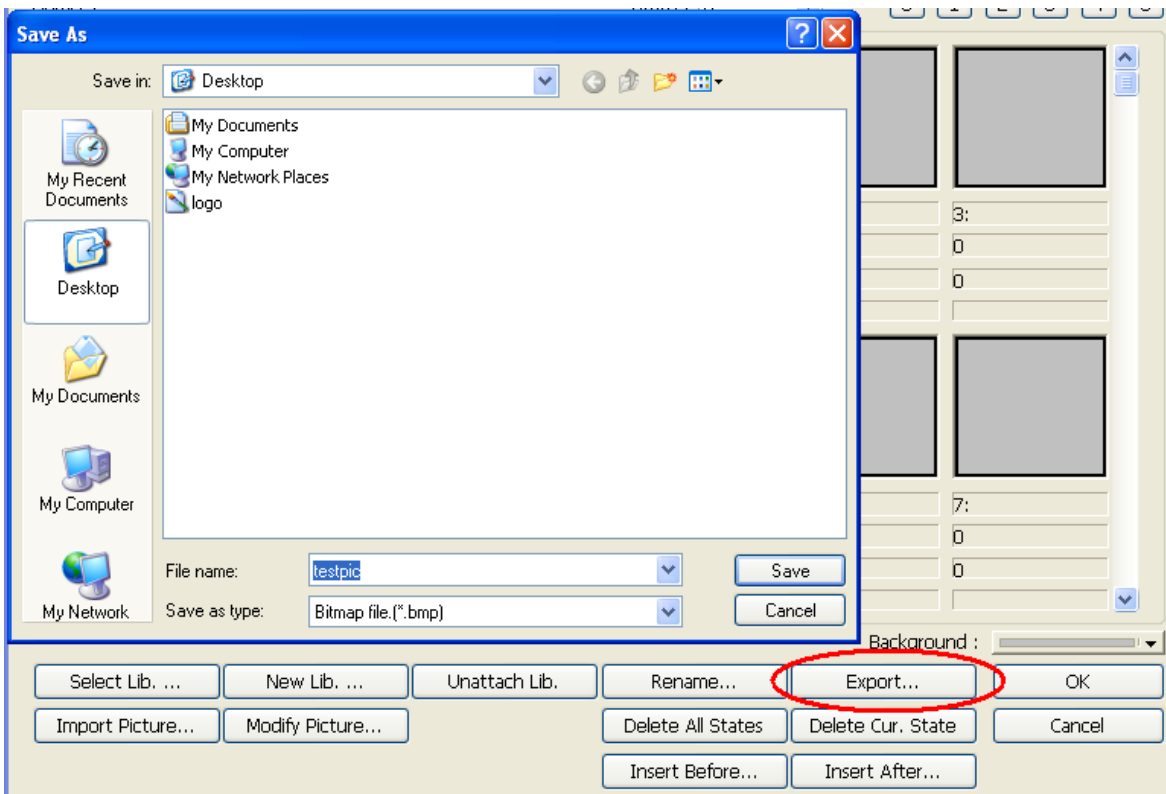 Save As
Save in:
Desktop
My Recent
Documents
Desktop
My Documents
My Computer
My Network
My Documents
My Computer
My Network Places
logo
File name:
testpic
Save
Save as type:
Bitmap file.(*.bmp)
Cancel
3:
0
0
7:
0
0
Background :
Select Lib. ...
New Lib. ...
Unattach Lib.
Rename...
Export...
OK
Import Picture...
Modify Picture...
Delete All States
Delete Cur. State
Cancel
Insert Before...
Insert After...